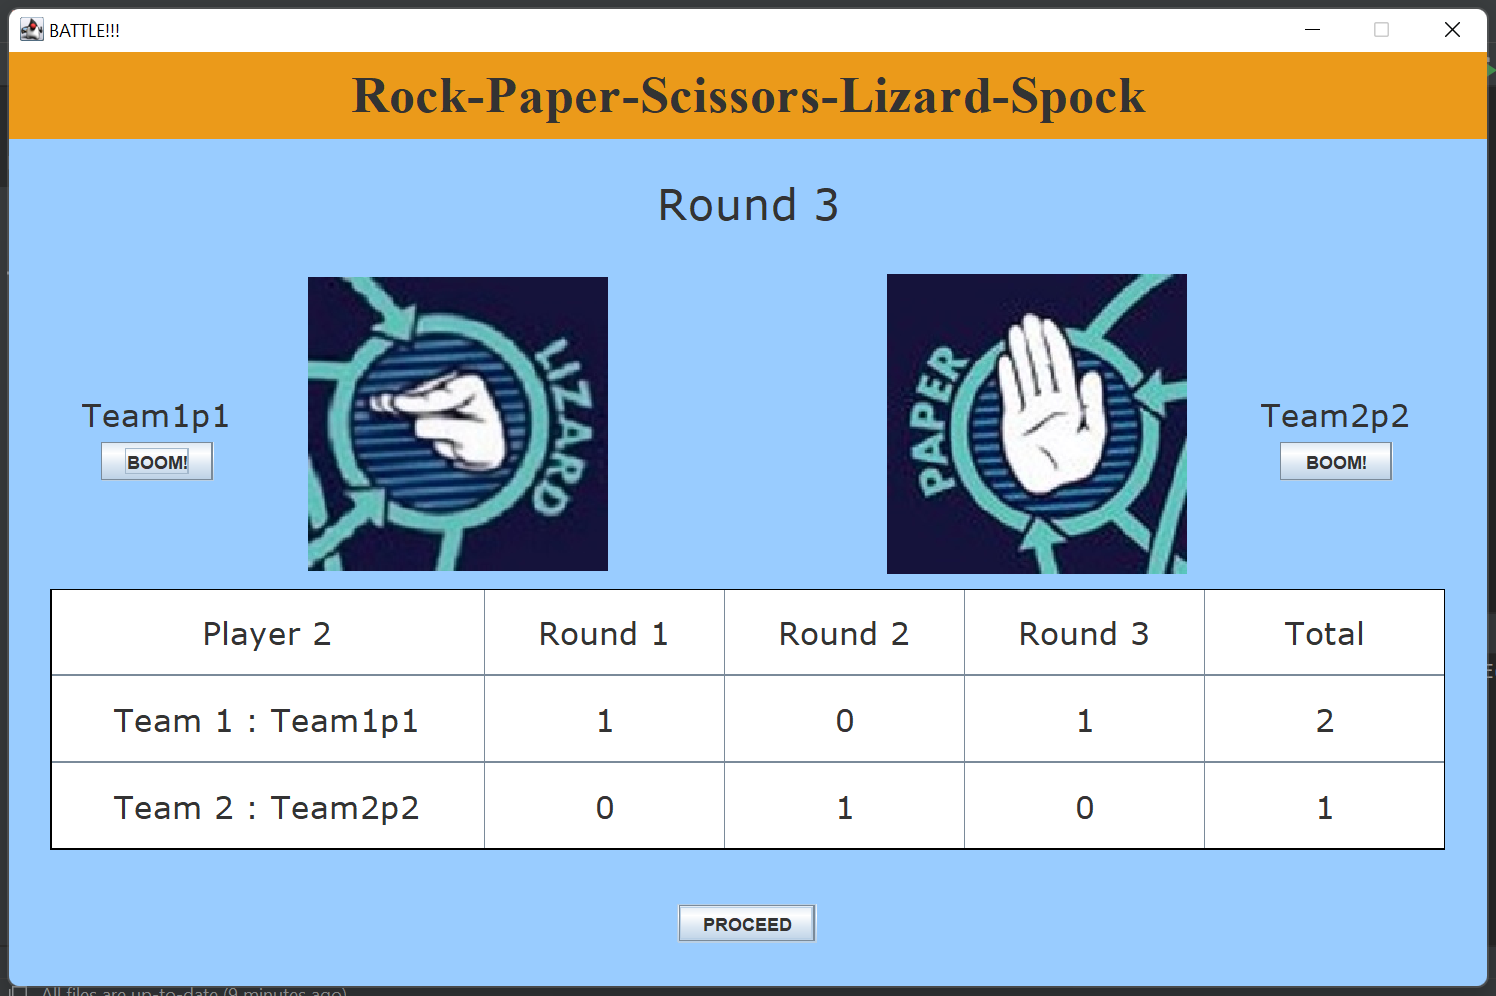 BATTLE!!!
Rock-Paper-Scissors-Lizard-Spock
Round 3
LIZARD
PAPER
Team1p1
Team2p2
BOOM!
BOOM!
Player 2 Round 1 Round 2 Round 3 Total
Team 1 : Team1p1 1 0 1 2
Team 2 : Team2p2 0 1 0 1
PROCEED
All files are up-to-date (9 minutes ago)